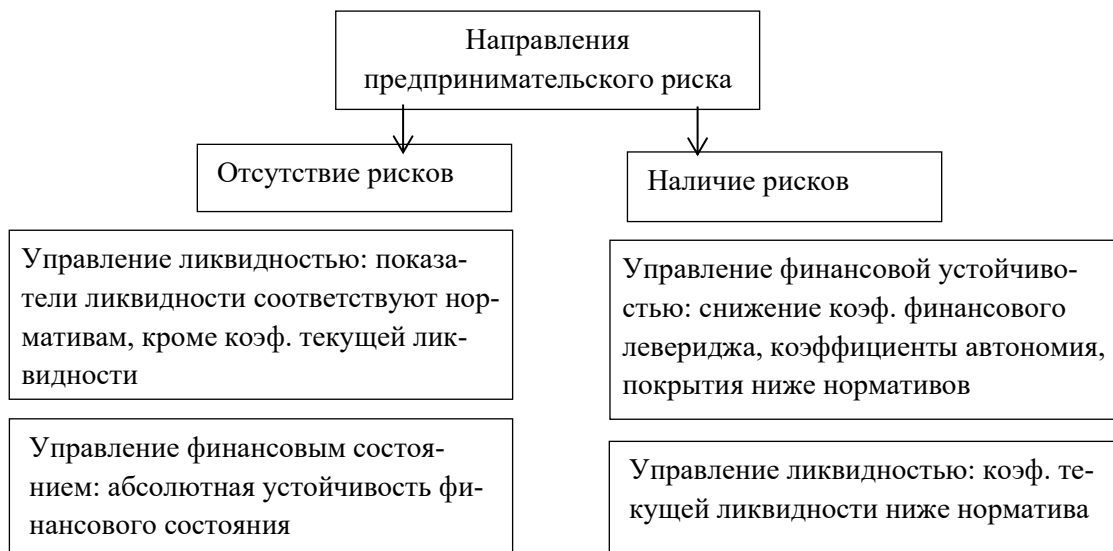 Направления
предпринимательского риска
Отсутствие рисков
Наличие рисков
Управление ликвидностью: показа-
тели ликвидности соответствуют нор-
мативам, кроме коэф. текущей лик-
видности
Управление финансовой устойчиво-
стью: снижение коэф. финансового
левериджа, коэффициенты автономия,
покрытия ниже нормативов
Управление финансовым состоя-
нием: абсолютная устойчивость фи-
нансового состояния
Управление ликвидностью: коэф. те-
кущей ликвидности ниже норматива